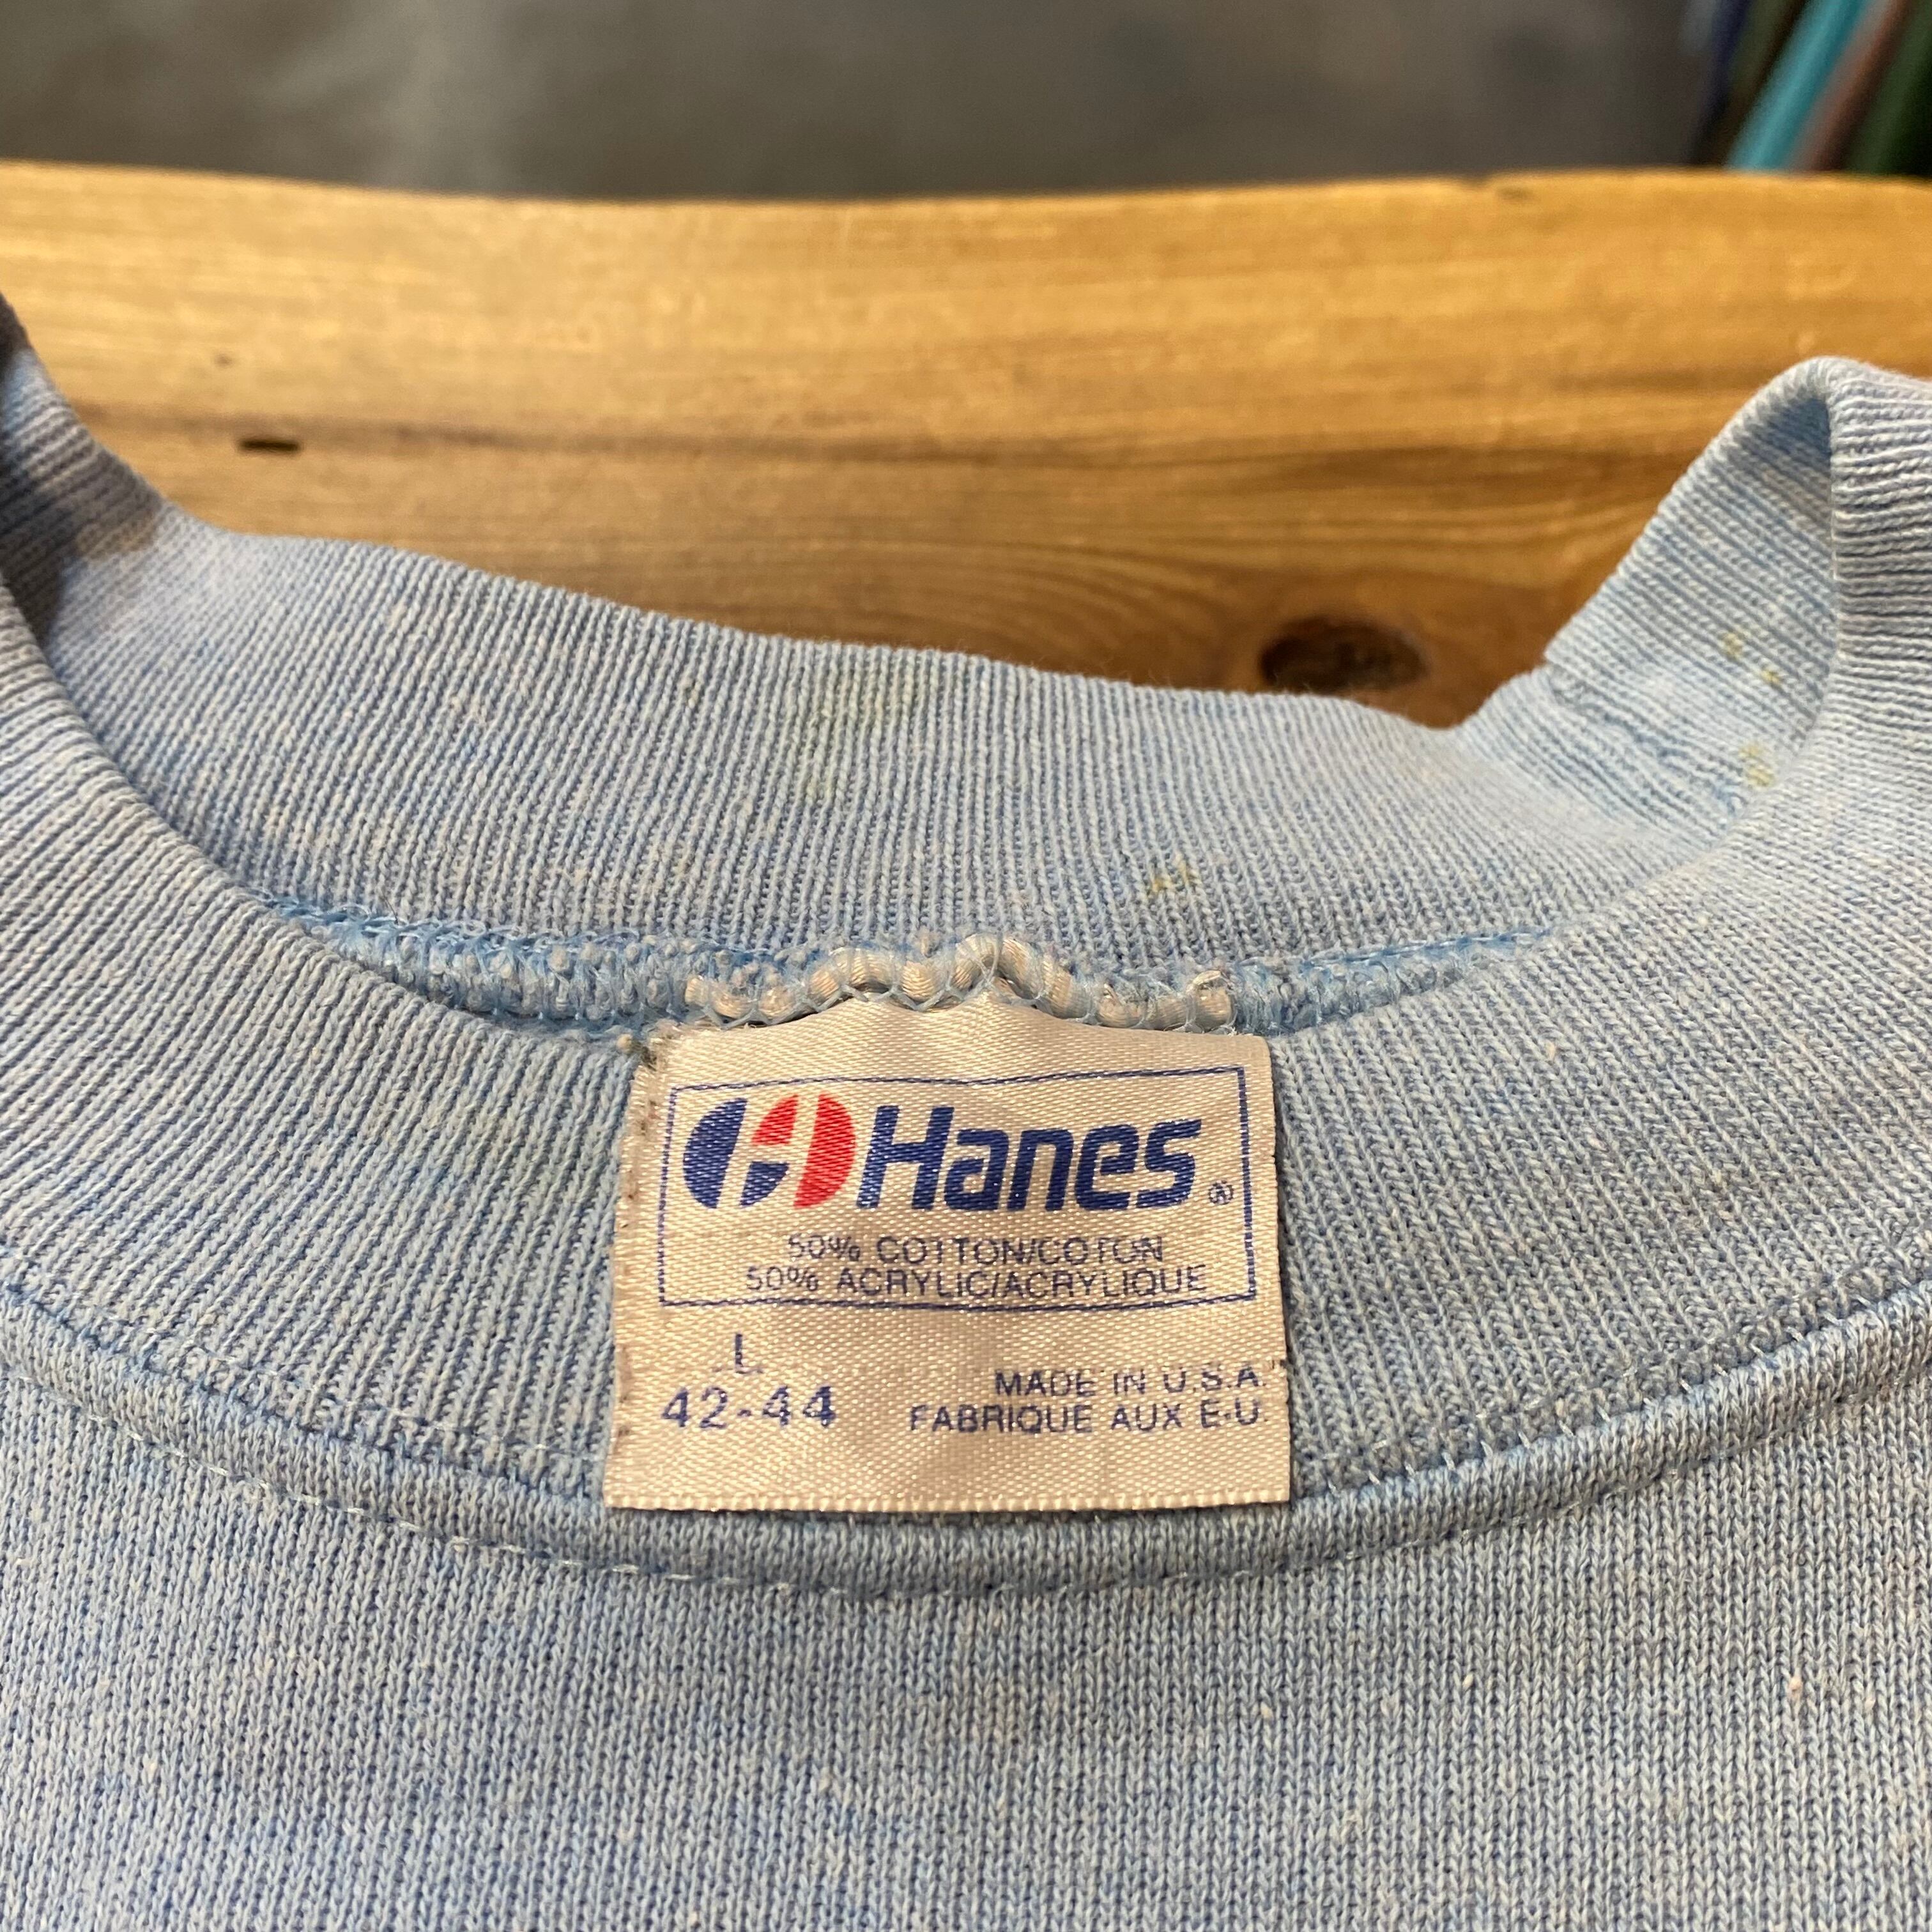 Hanes®
50% COTTON/COTON
50% ACRYLIC/ACRYLIQUE
L
42-44
MADE IN U.S.A.
FABRIQUE AUX E.U.